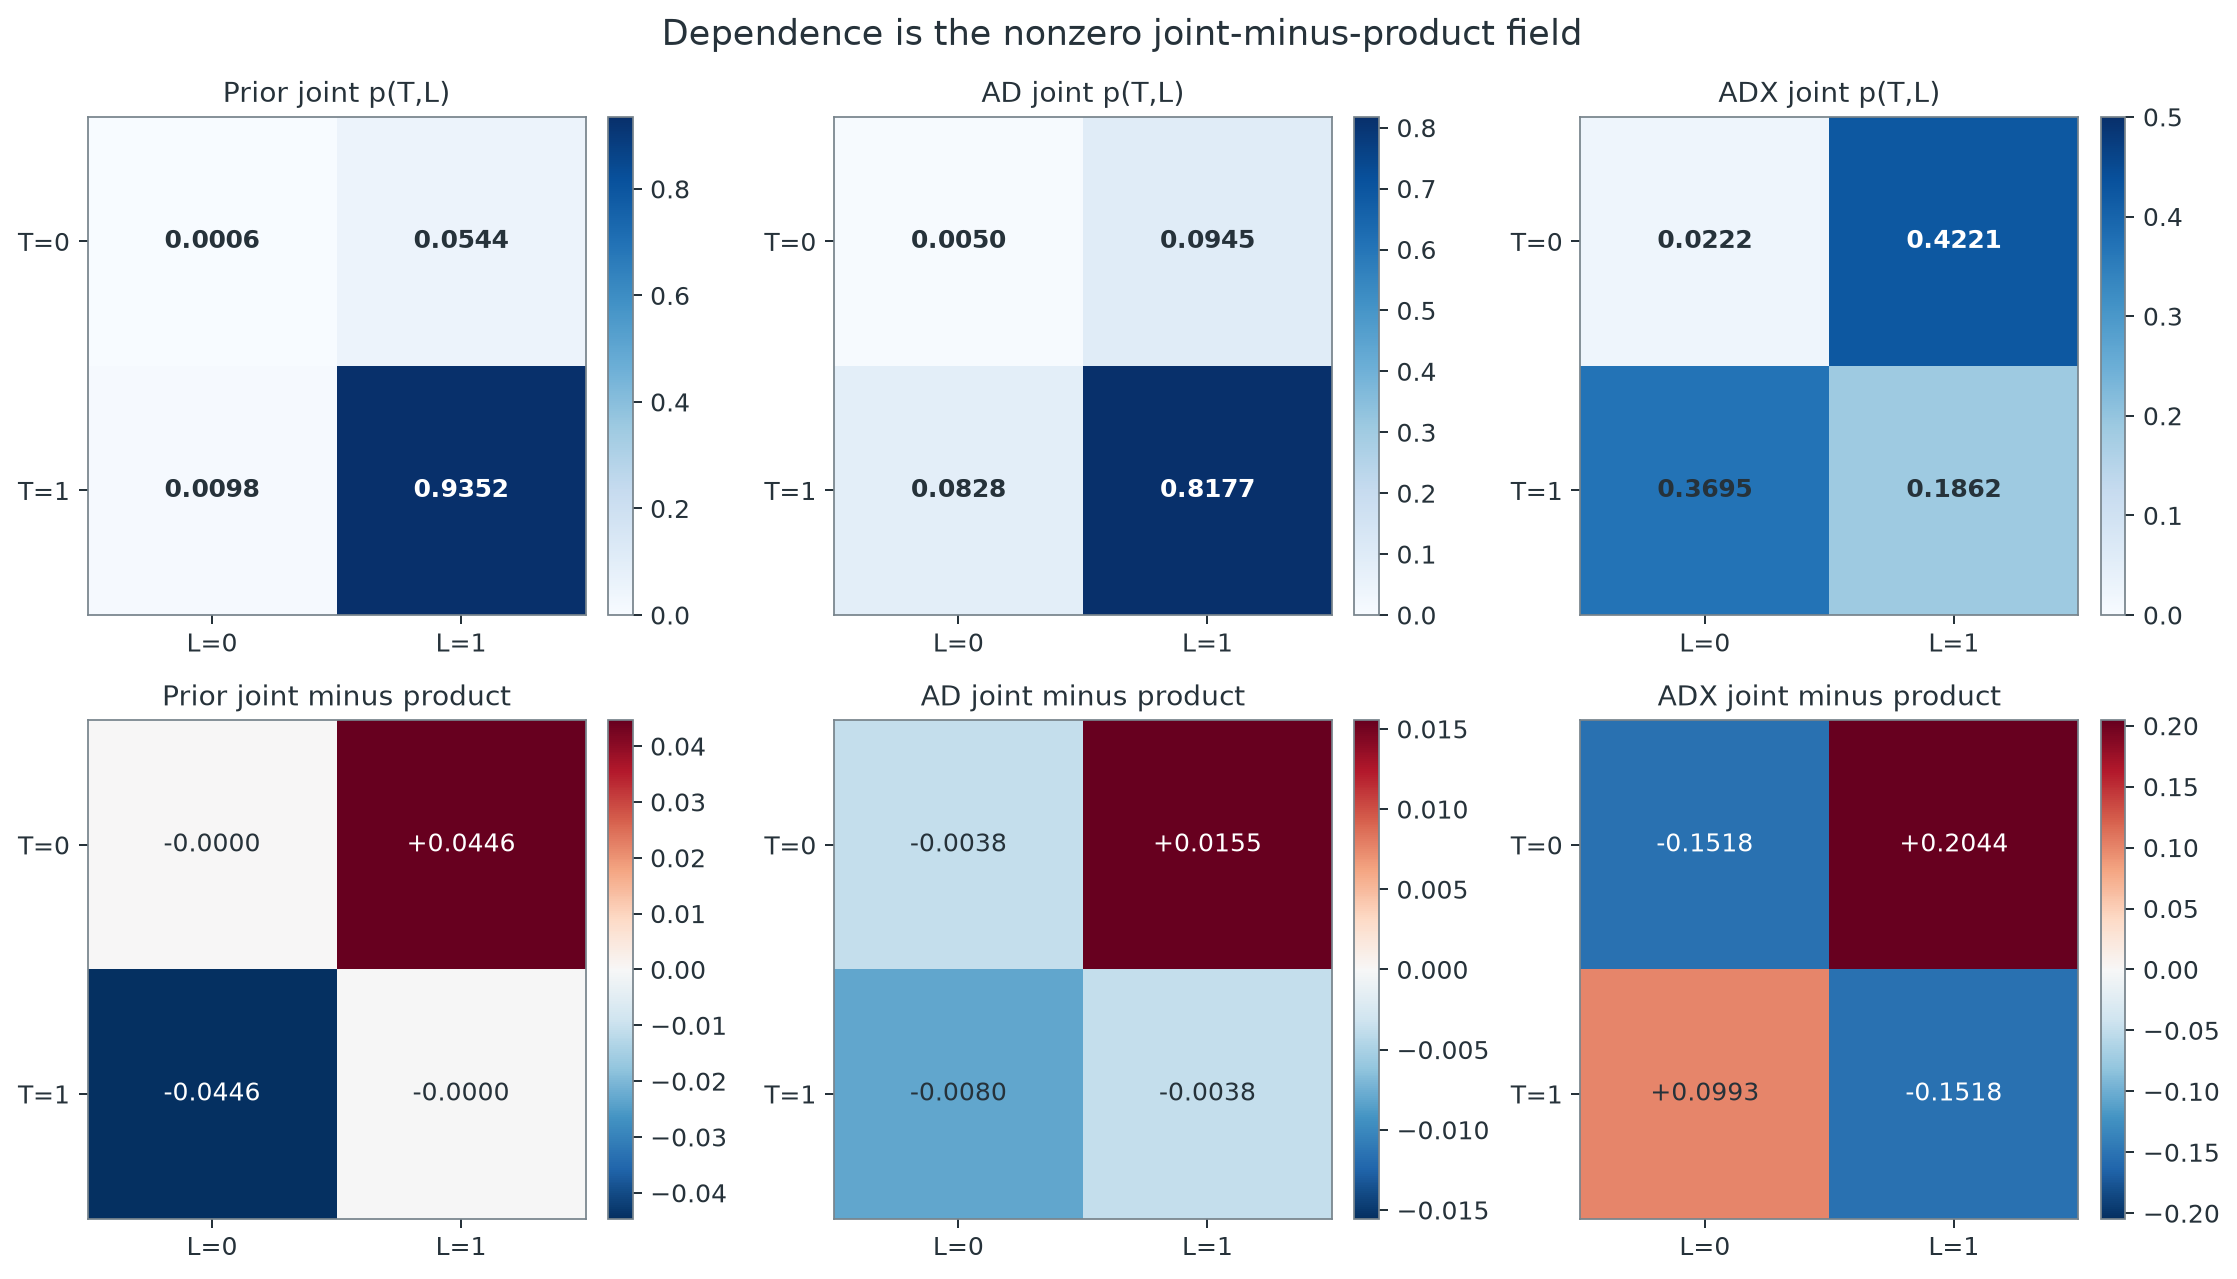 Dependence is the nonzero joint-minus-product field
Prior joint p(T,L)
T=0
T=1
0.0006
0.0544
0.0098
0.9352
L=0
L=1
0.8
0.6
0.4
0.2
0.0
AD joint p(T,L)
T=0
T=1
0.0050
0.0945
0.0828
0.8177
L=0
L=1
0.8
0.7
0.6
0.5
0.4
0.3
0.2
0.1
0.0
ADX joint p(T,L)
T=0
T=1
0.0222
0.4221
0.3695
0.1862
L=0
L=1
0.5
0.4
0.3
0.2
0.1
0.0
Prior joint minus product
T=0
T=1
-0.0000
+0.0446
-0.0446
-0.0000
L=0
L=1
0.04
0.03
0.02
0.01
0.00
−0.01
−0.02
−0.03
−0.04
AD joint minus product
T=0
T=1
-0.0038
+0.0155
-0.0080
-0.0038
L=0
L=1
0.015
0.010
0.005
0.000
−0.005
−0.010
−0.015
ADX joint minus product
T=0
T=1
-0.1518
+0.2044
+0.0993
-0.1518
L=0
L=1
0.20
0.15
0.10
0.05
0.00
−0.05
−0.10
−0.15
−0.20